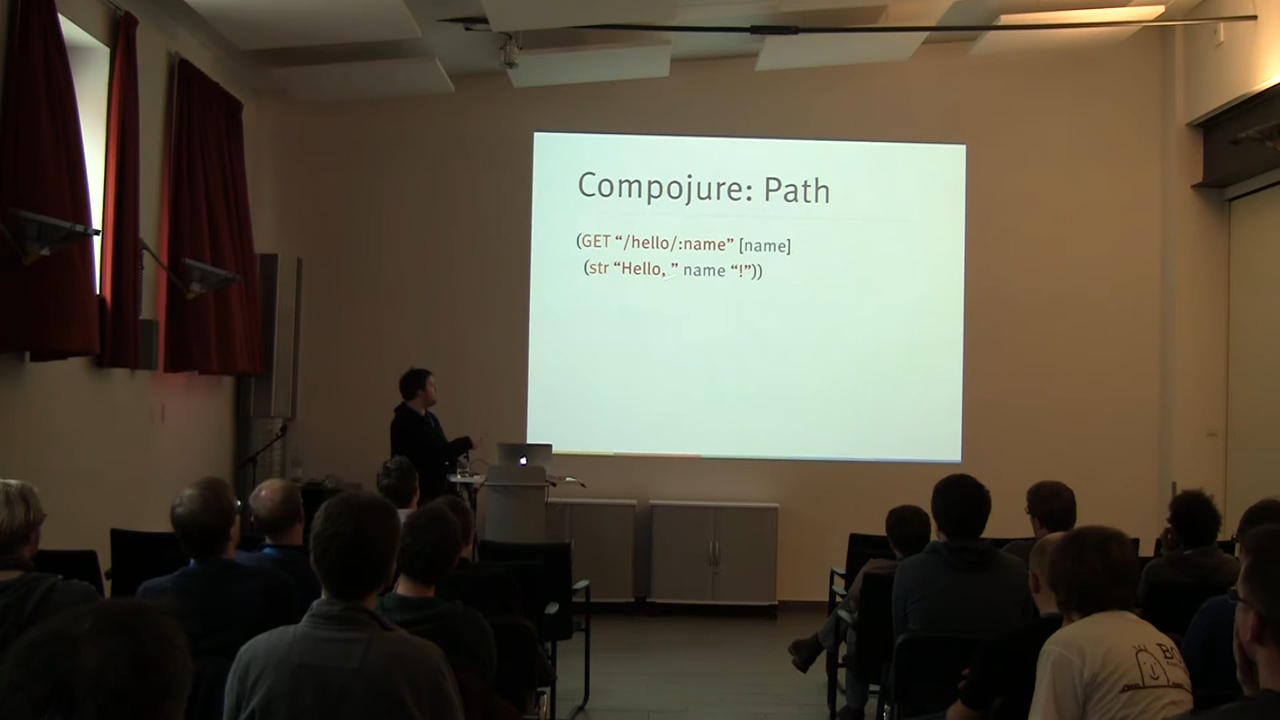 Compojure: Path
(GET “/hello/:name” [name]
(str “Hello, ” name “!”))